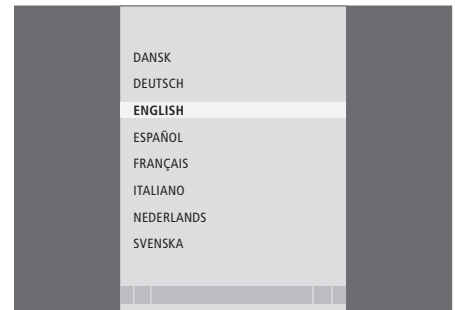 DANSK
DEUTSCH
ENGLISH
ESPAÑOL
FRANÇAIS
ITALIANO
NEDERLANDS
SVENSKA